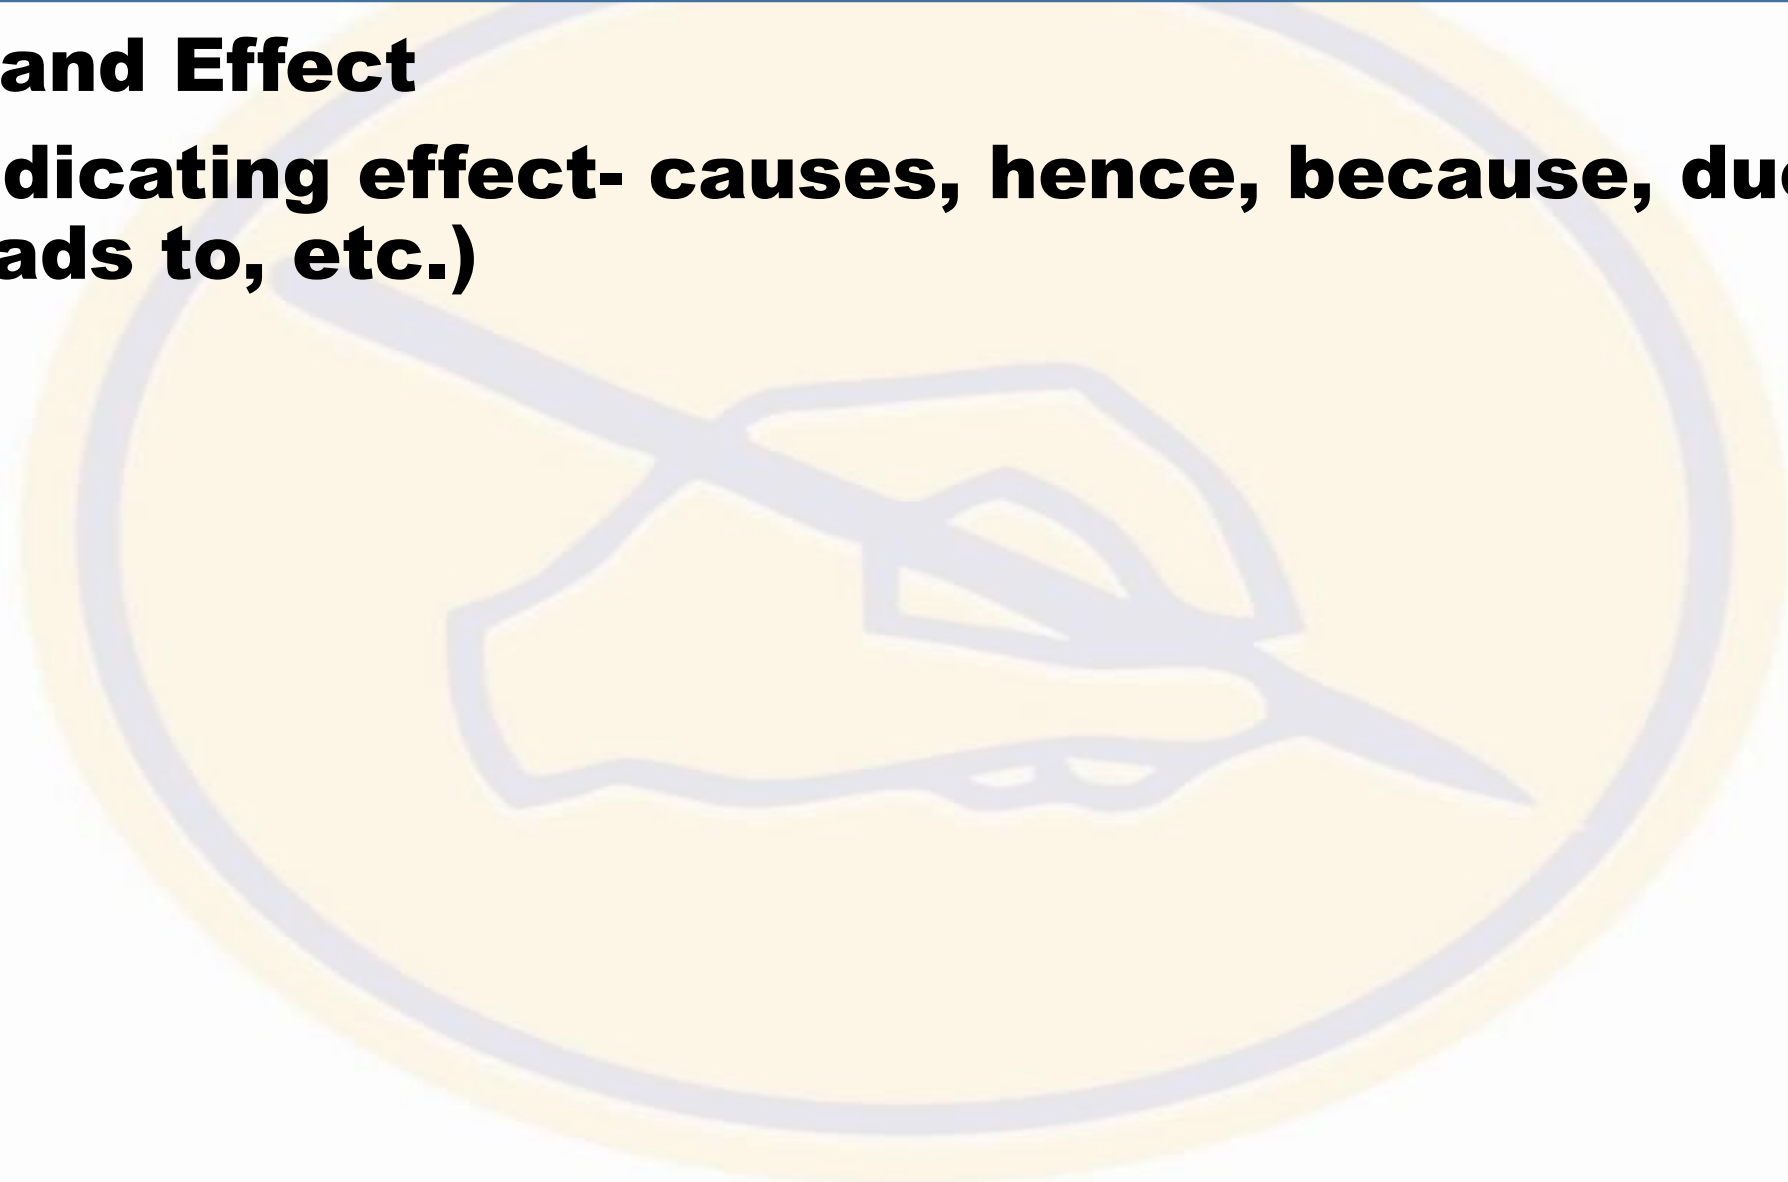 and Effect
dicating effect- causes, hence, because, du
ads to, etc.)